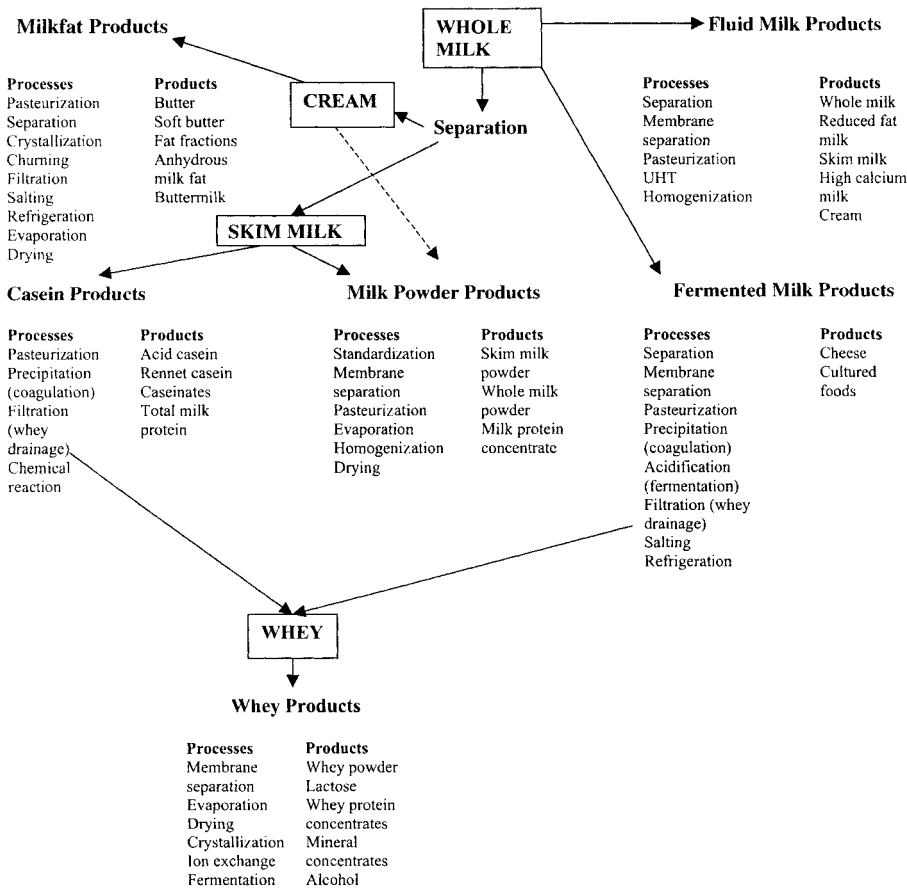 Milkfat Products
WHOLE
MILK
Fluid Milk Products
Processes
Pasteurization
Separation
Crystallization
Churning
Filtration
Salting
Refrigeration
Evaporation
Drying
Products
Butter
Soft butter
Fat fractions
Anhydrous
milk fat
Buttermilk
CREAM
Separation
Processes
Separation
Membrane
separation
Pasteurization
UHT
Homogenization
Products
Whole milk
Reduced fat
milk
Skim milk
High calcium
milk
Cream
SKIM MILK
Casein Products
Processes
Pasteurization
Precipitation
(coagulation)
Filtration
(whey
drainage)
Chemical
reaction
Products
Acid casein
Rennet casein
Caseinates
Total milk
protein
Milk Powder Products
Processes
Standardization
Membrane
separation
Pasteurization
Evaporation
Homogenization
Drying
Products
Skim milk
powder
Whole milk
powder
Milk protein
concentrate
Fermented Milk Products
Processes
Separation
Membrane
separation
Pasteurization
Precipitation
(coagulation)
Acidification
(fermentation)
Filtration (whey
drainage)
Salting
Refrigeration
Products
Cheese
Cultured
foods
WHEY
Whey Products
Processes
Membrane
separation
Evaporation
Drying
Crystallization
Ion exchange
Fermentation
Products
Whey powder
Lactose
Whey protein
concentrates
Mineral
concentrates
Alcohol